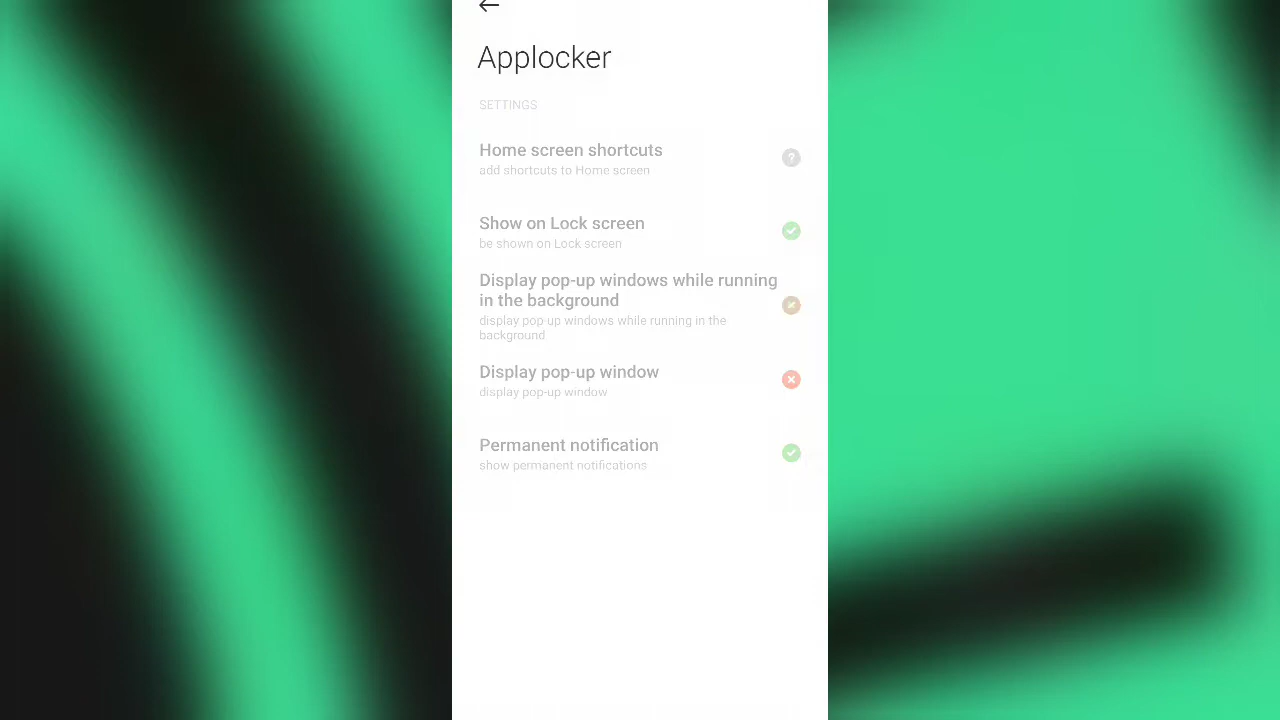 Applocker
SETTINGS
Home screen shortcuts
add shortcuts to Home screen
Show on Lock screen
be shown on Lock screen
Display pop-up windows while running
in the background
display pop up windows while running in the
background
Display pop-up window
display pop-up window
Permanent notification
show permanent notifications